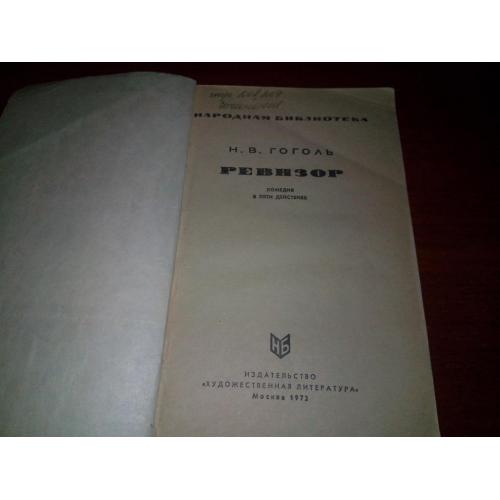 НАРОДНАЯ БИБЛИОТЕКА
Н. В. ГОГОЛЬ
РЕВИЗОР
КОМЕДИЯ
В ПЯТИ ДЕЙСТВИЯХ
НБ
ИЗДАТЕЛЬСТВО
«ХУДОЖЕСТВЕННАЯ ЛИТЕРАТУРА»
Москва 1973